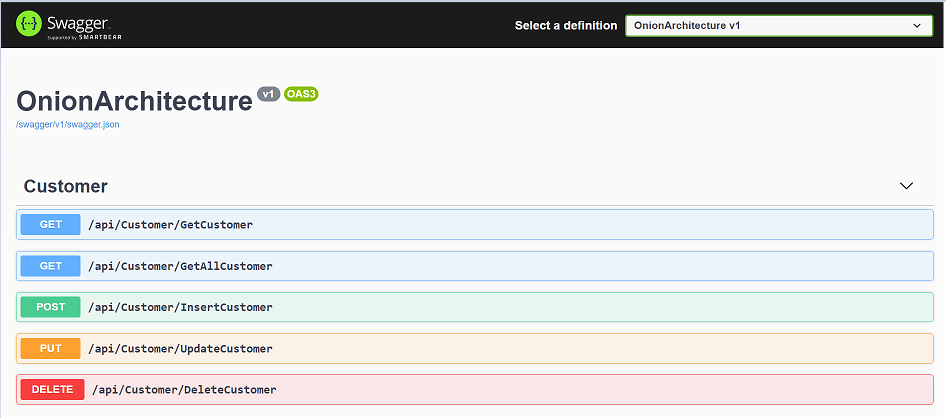 Swagger.
Supported by SMARTBEAR
Select a definition
OnionArchitecture v1
OnionArchitecture v1 OAS3
/swagger/v1/swagger.json
Customer
GET /api/Customer/GetCustomer
GET /api/Customer/GetAllCustomer
POST /api/Customer/InsertCustomer
PUT /api/Customer/UpdateCustomer
DELETE /api/Customer/DeleteCustomer